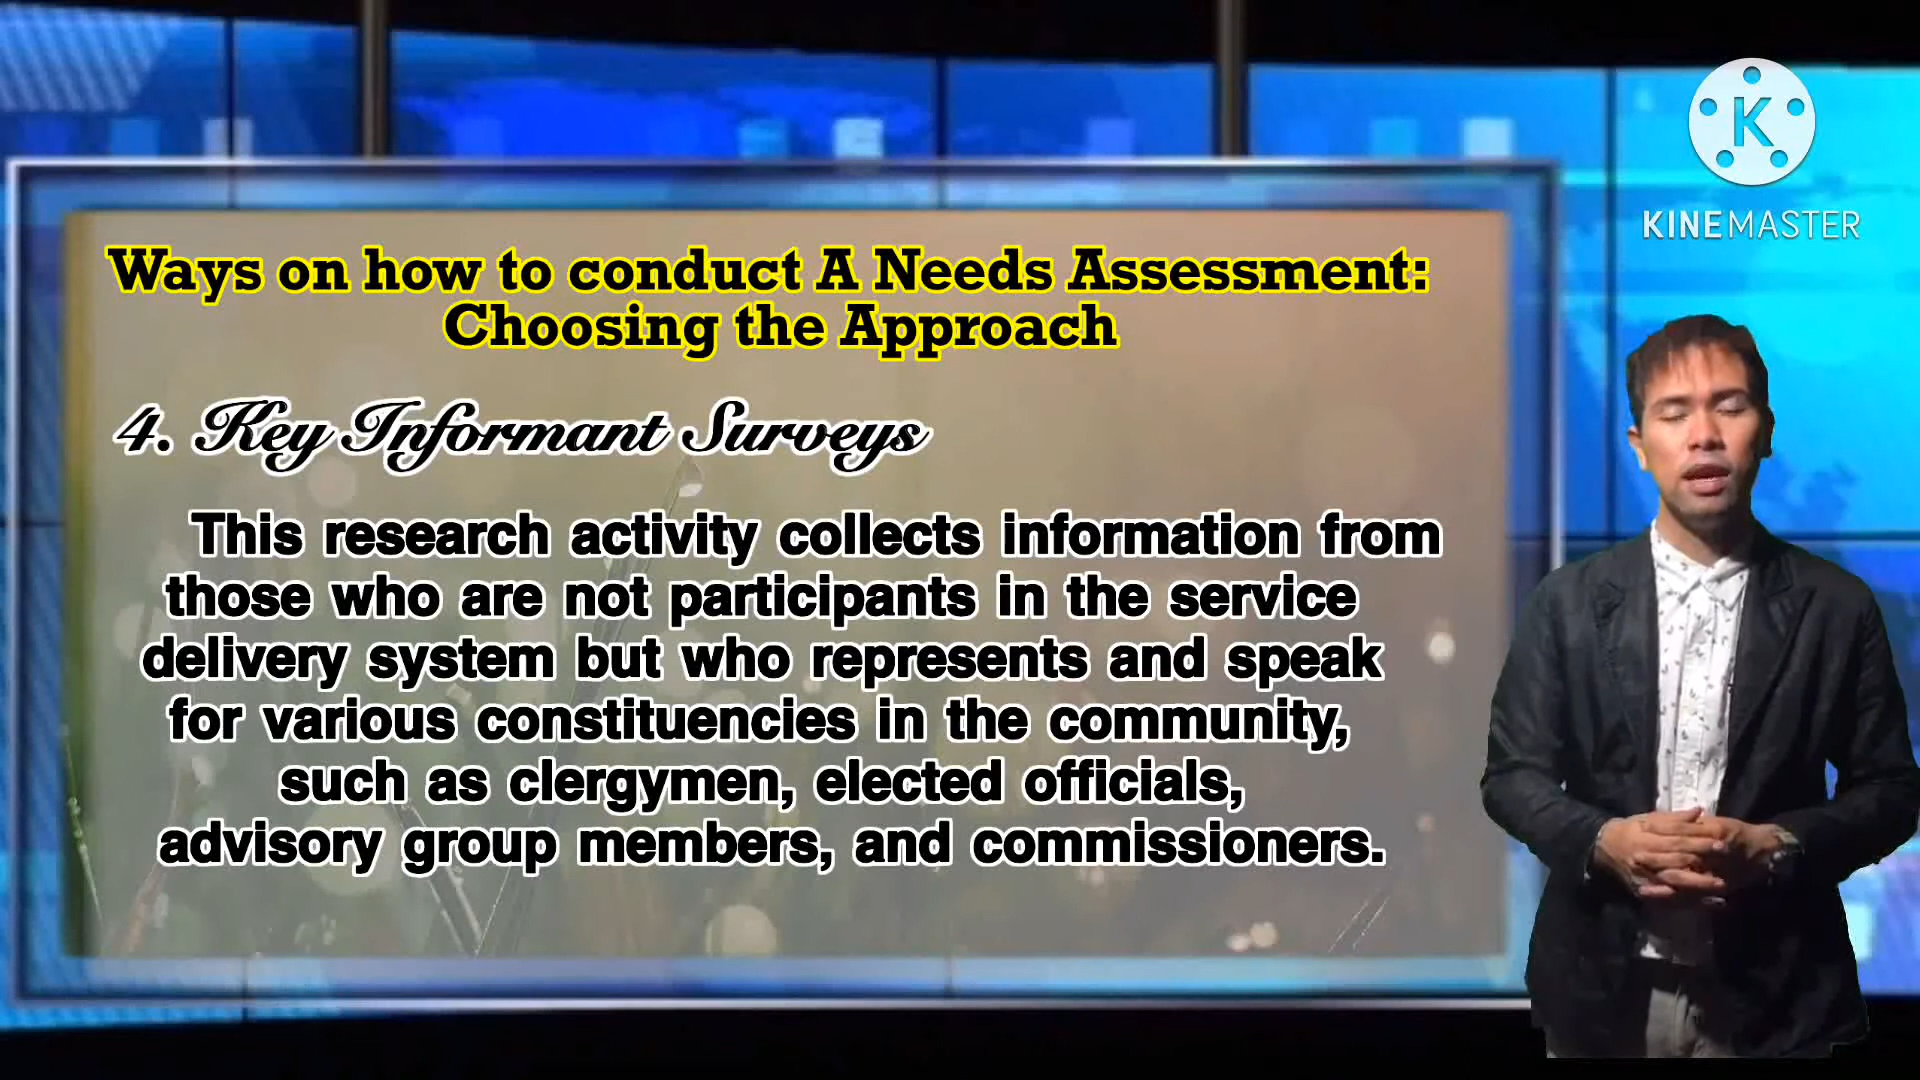 Ways on how to conduct A Needs Assessment:
Choosing the Approach
4. Key Informant Surveys
This research activity collects information from
those who are not participants in the service
delivery system but who represents and speak
for various constituencies in the community,
such as clergymen, elected officials,
advisory group members, and commissioners.
K
KINEMASTER